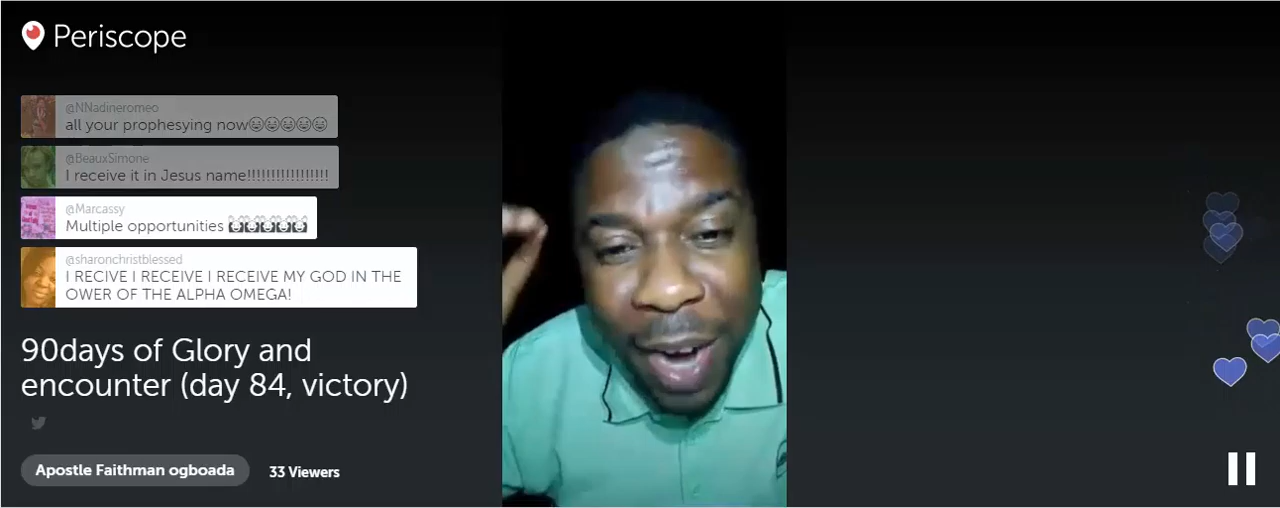 Periscope
@NNadineromeo
all your prophesying now😃😃😃😃😃
@BeauxSimone
I receive it in Jesus name!!!!!!!!!!!!!!!!!
@Marcassy
Multiple opportunities 🙌🙌🙌🙌🙌
@sharonchristblessed
I RECIVE I RECEIVE I RECEIVE MY GOD IN THE
OWER OF THE ALPHA OMEGA!
90days of Glory and
encounter (day 84, victory)
Apostle Faithman ogboada
33 Viewers